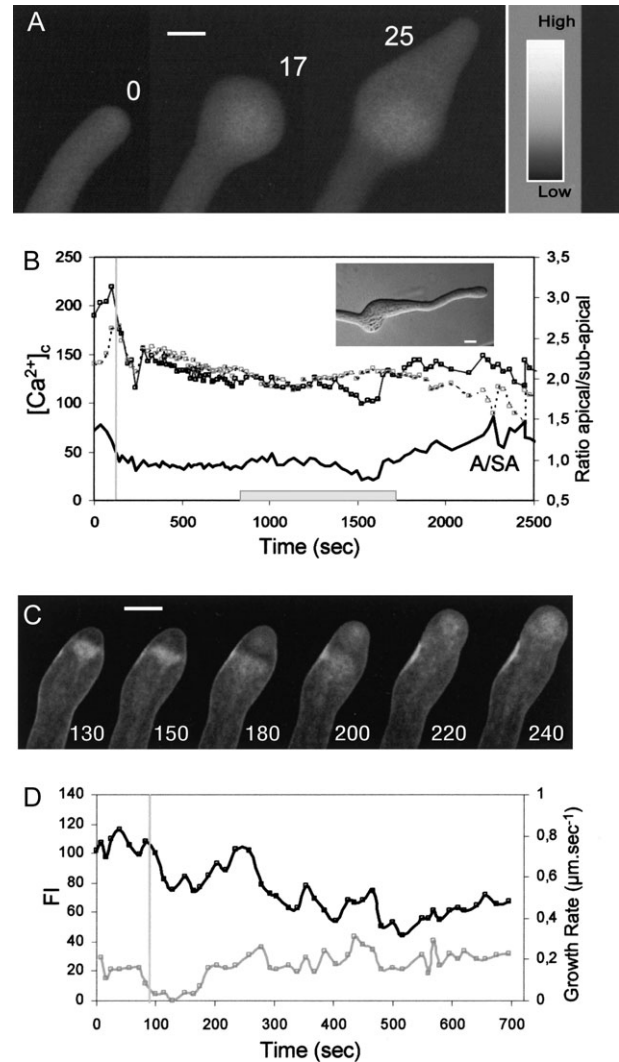 A
0
17
25
High
Low
B
250
200
150
100
50
0
[Ca2+]c
3,5
3,0
2,5
2,0
1,5
1,0
0,5
Ratio apical/sub-apical
A/SA
0 500 1000 1500 2000 2500
Time (sec)
C
130 150 180 200 220 240
D
140
120
100
80
60
40
20
0
FI
1
0,8
0,6
0,4
0,2
0
Growth Rate (µm.sec-1)
0 100 200 300 400 500 600 700
Time (sec)